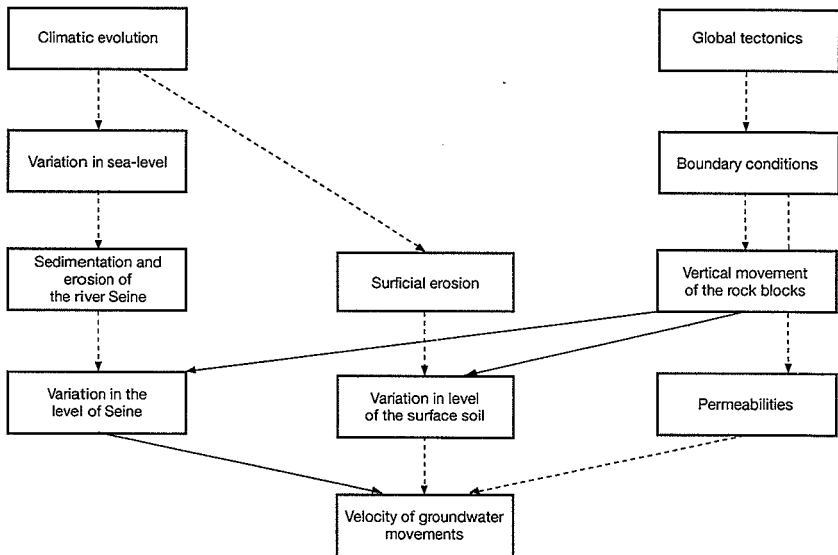 Climatic evolution
Global tectonics
Variation in sea-level
Boundary conditions
Sedimentation and
erosion of
the river Seine
Surficial erosion
Vertical movement
of the rock blocks
Variation in the
level of Seine
Variation in level
of the surface soil
Permeabilities
Velocity of groundwater
movements